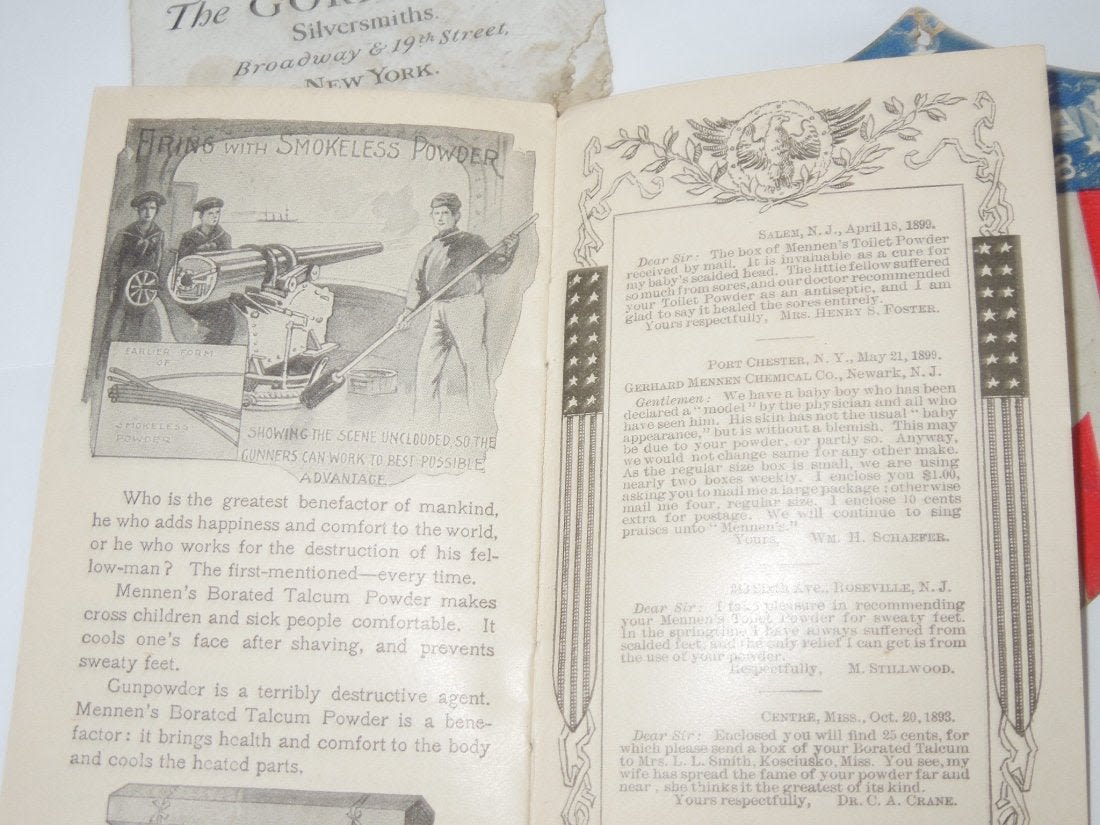 The GOR
Silversmiths.
Broadway & 19th Street,
NEW YORK.
FIRING WITH SMOKELESS POWDER
EARLIER FORM
OF
SMOKELESS
POWDER
SHOWING THE SCENE UNCLOUDED, SO THE
GUNNERS CAN WORK TO BEST POSSIBLE
ADVANTAGE
Who is the greatest benefactor of mankind,
he who adds happiness and comfort to the world,
or he who works for the destruction of his fel-
low-man? The first-mentioned—every time.
Mennen's Borated Talcum Powder makes
cross children and sick people comfortable. It
cools one's face after shaving, and prevents
sweaty feet.
Gunpowder is a terribly destructive agent.
Mennen's Borated Talcum Powder is a bene-
factor: it brings health and comfort to the body
and cools the heated parts.
SALEM, N. J., April 18, 1899.
Dear Sir: The box of Mennen's Toilet Powder
received by mail. It is invaluable as a cure for
my baby's scalded head. The little fellow suffered
so much from sores, and our doctor recommended
your Toilet Powder as an antiseptic, and I am
glad to say it healed the sores entirely.
Yours respectfully, MRS. HENRY S. FOSTER.
PORT CHESTER, N. Y., May 21, 1899.
GERHARD MENNEN CHEMICAL CO., Newark, N. J.
Gentlemen: We have a baby boy who has been
declared a "model" by the physician and all who
have seen him. His skin has not the usual "baby
appearance," but is without a blemish. This may
be due to your powder, or partly so. Anyway,
we would not change same for any other make.
As the regular size box is small, we are using
nearly two boxes weekly. I enclose you $1.00,
asking you to mail me a large package; otherwise
mail me four, regular size. I enclose 10 cents
extra for postage. We will continue to sing
praises unto "Mennen's."
Yours, WM. H. SCHAEFER.
Ave., ROSEVILLE, N. J.
Dear Sir: I take pleasure in recommending
your Mennen's Toilet Powder for sweaty feet.
In the springtime I have always suffered from
scalded feet, and the only relief I can get is from
the use of your powder.
Respectfully, M. STILLWOOD.
CENTRE, MISS., Oct. 20, 1893.
Dear Sir: Enclosed you will find 25 cents, for
which please send a box of your Borated Talcum
to Mrs. L. L. Smith, Kosciusko, Miss. You see, my
wife has spread the fame of your powder far and
near, she thinks it the greatest of its kind.
Yours respectfully, DR. C. A. CRANE.